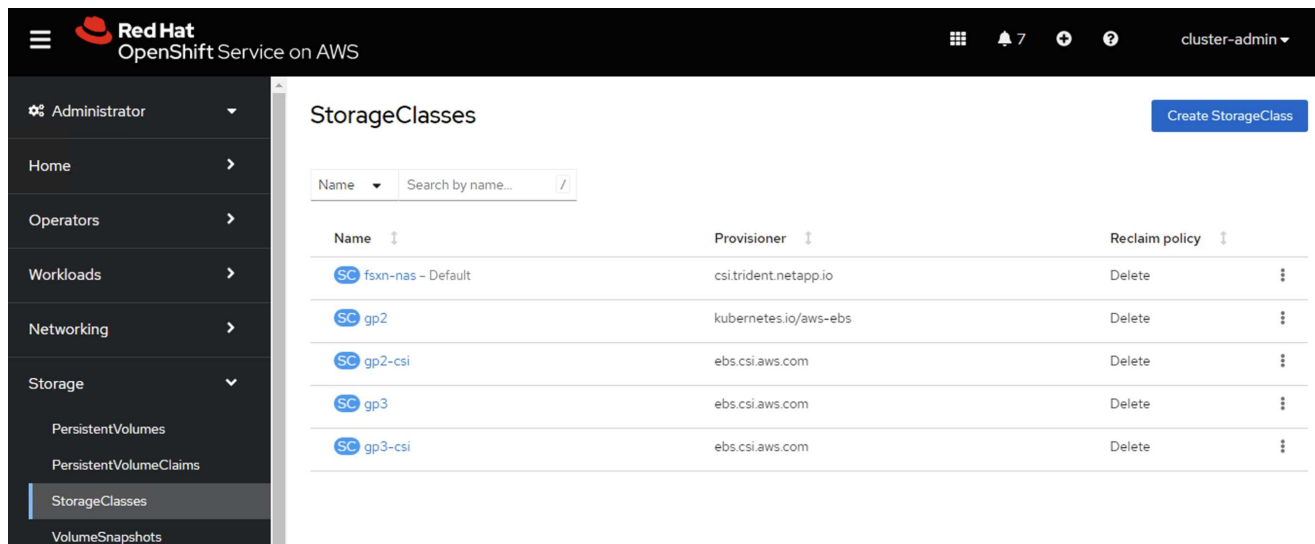 Red Hat
OpenShift Service on AWS
7
cluster-admin
Administrator
Home
Operators
Workloads
Networking
Storage
PersistentVolumes
PersistentVolumeClaims
StorageClasses
VolumeSnapshots
StorageClasses
Create StorageClass
Name Search by name... /
Name Provisioner Reclaim policy
SC fsxn-nas – Default csi.trident.netapp.io Delete
SC gp2 kubernetes.io/aws-ebs Delete
SC gp2-csi ebs.csi.aws.com Delete
SC gp3 ebs.csi.aws.com Delete
SC gp3-csi ebs.csi.aws.com Delete